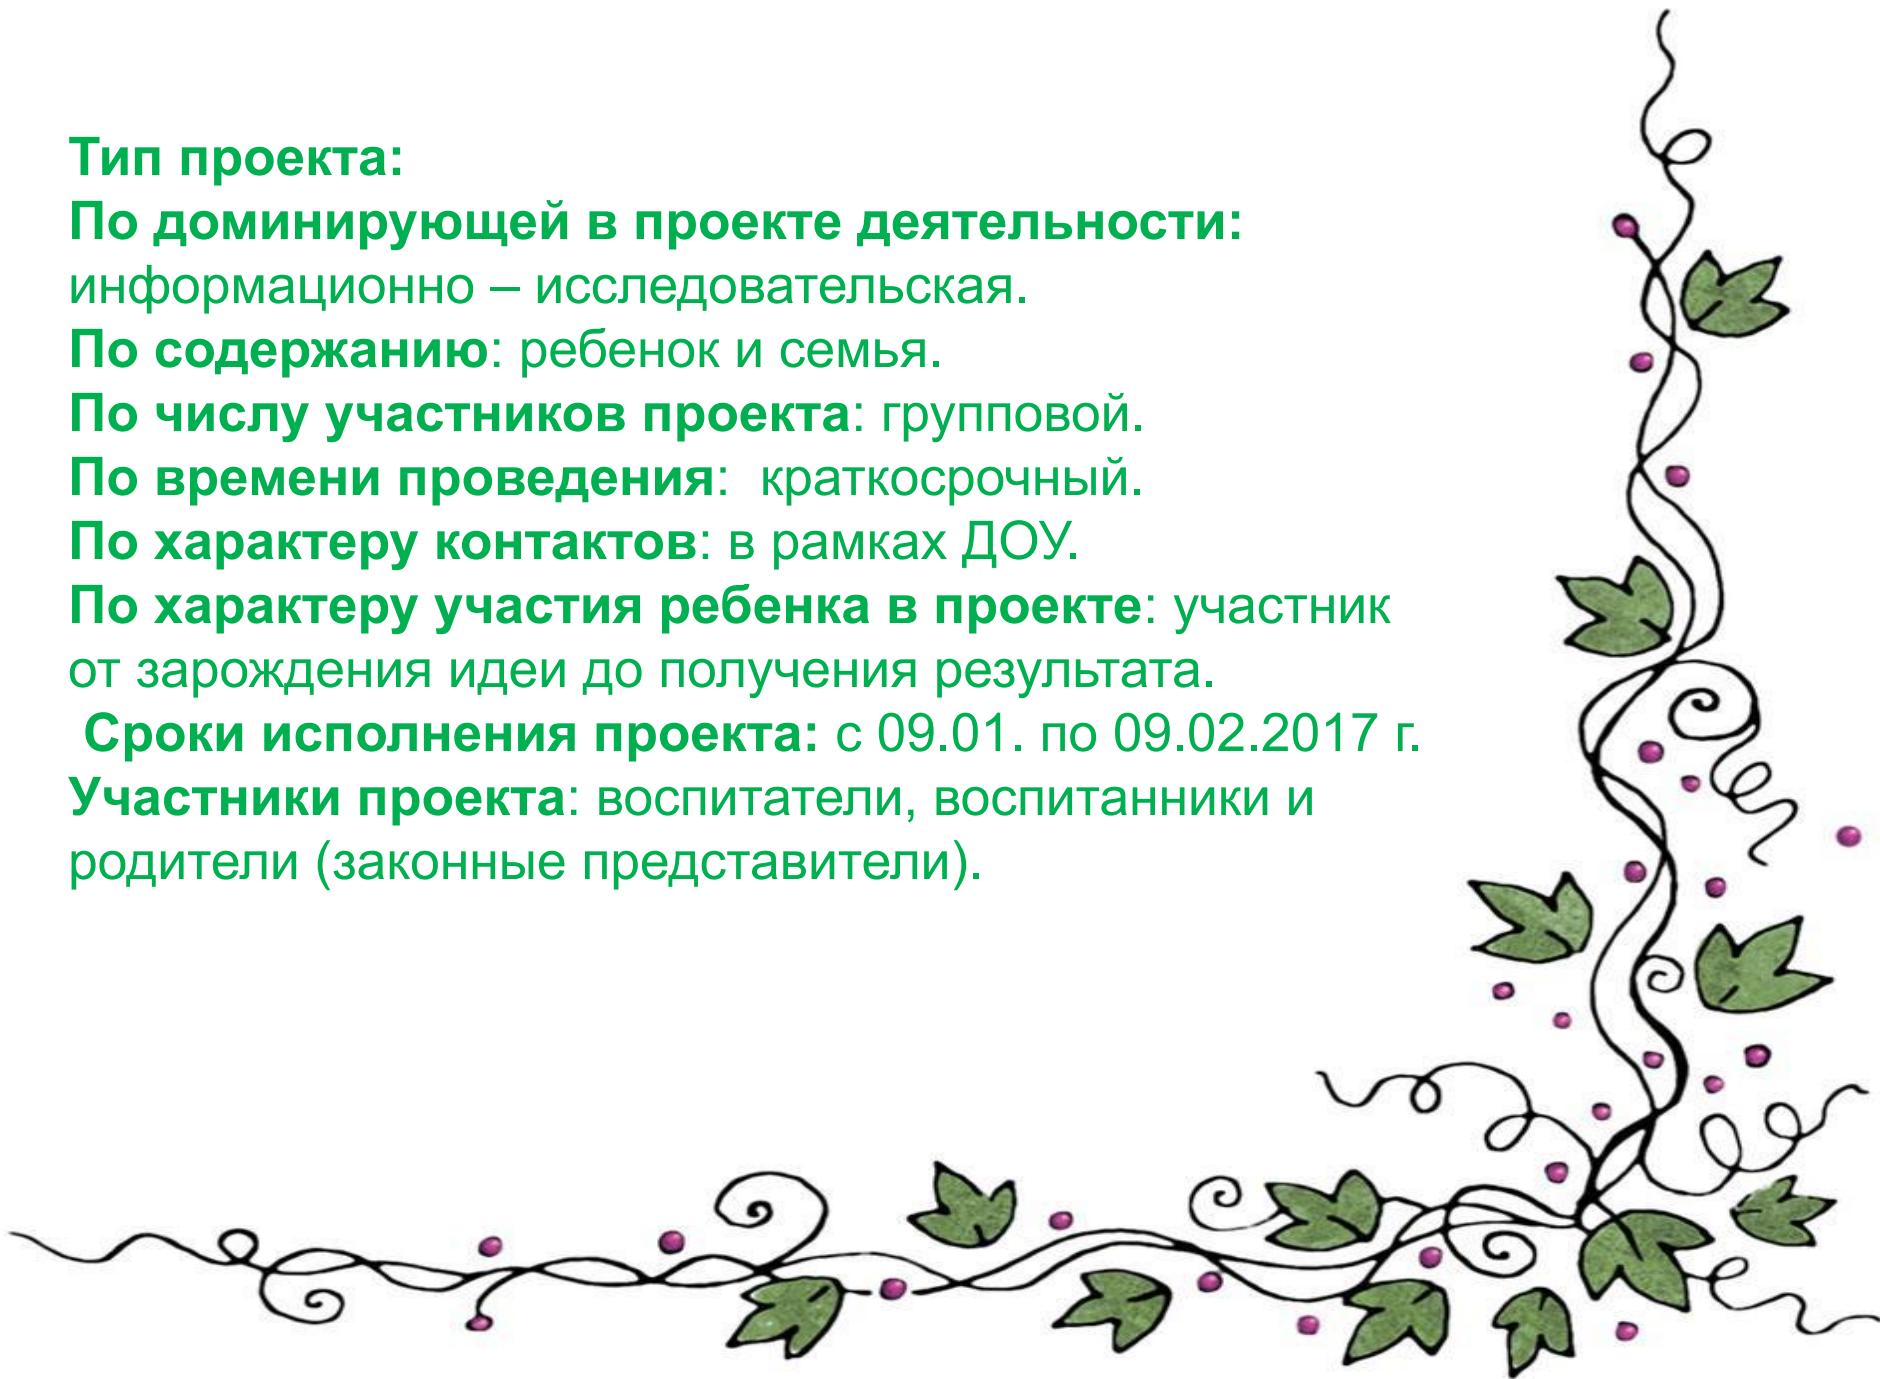 Тип проекта:
По доминирующей в проекте деятельности:
информационно – исследовательская.
По содержанию: ребенок и семья.
По числу участников проекта: групповой.
По времени проведения:  краткосрочный.
По характеру контактов: в рамках ДОУ.
По характеру участия ребенка в проекте: участник
от зарождения идеи до получения результата.
Сроки исполнения проекта: с 09.01. по 09.02.2017 г.
Участники проекта: воспитатели, воспитанники и
родители (законные представители).